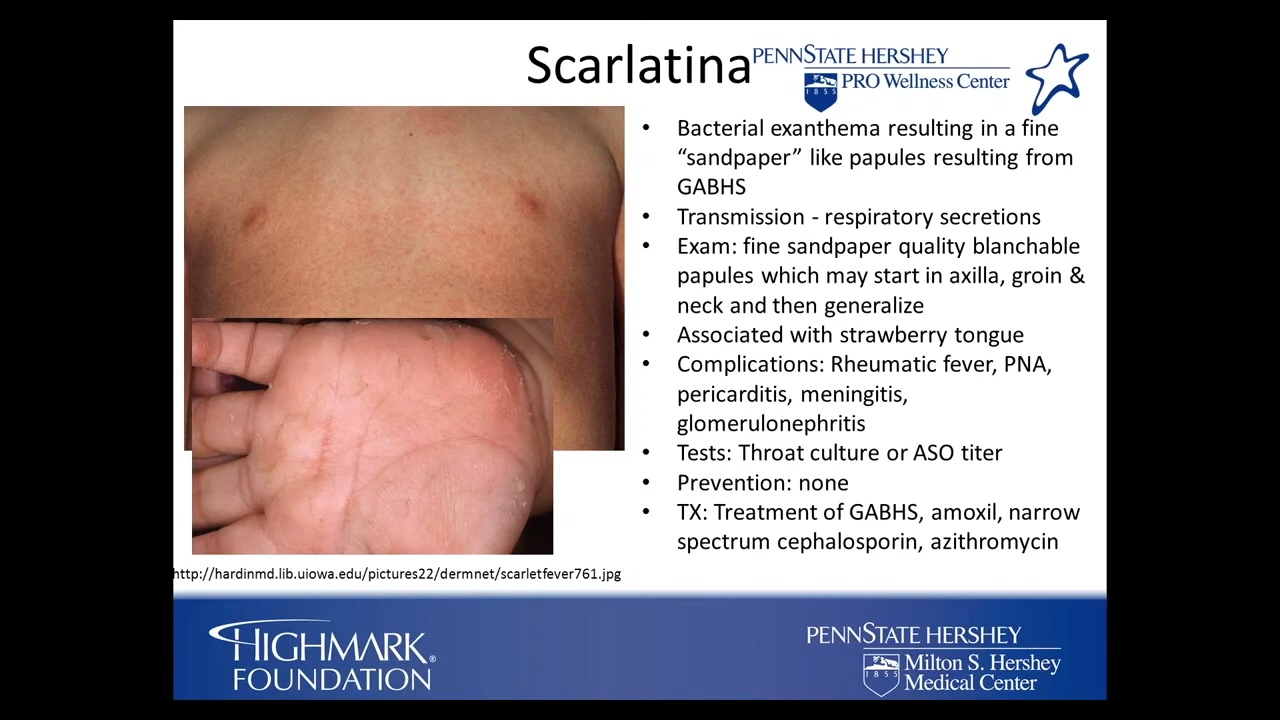 Scarlatina
PENNSTATE HERSHEY
PRO Wellness Center
1855
• Bacterial exanthema resulting in a fine
“sandpaper” like papules resulting from
GABHS
• Transmission - respiratory secretions
• Exam: fine sandpaper quality blanchable
papules which may start in axilla, groin &
neck and then generalize
• Associated with strawberry tongue
• Complications: Rheumatic fever, PNA,
pericarditis, meningitis,
glomerulonephritis
• Tests: Throat culture or ASO titer
• Prevention: none
• TX: Treatment of GABHS, amoxil, narrow
spectrum cephalosporin, azithromycin
http://hardinmd.lib.uiowa.edu/pictures22/dermnet/scarletfever761.jpg
HIGHMARK®
FOUNDATION
PENNSTATE HERSHEY
1855
Milton S. Hershey
Medical Center